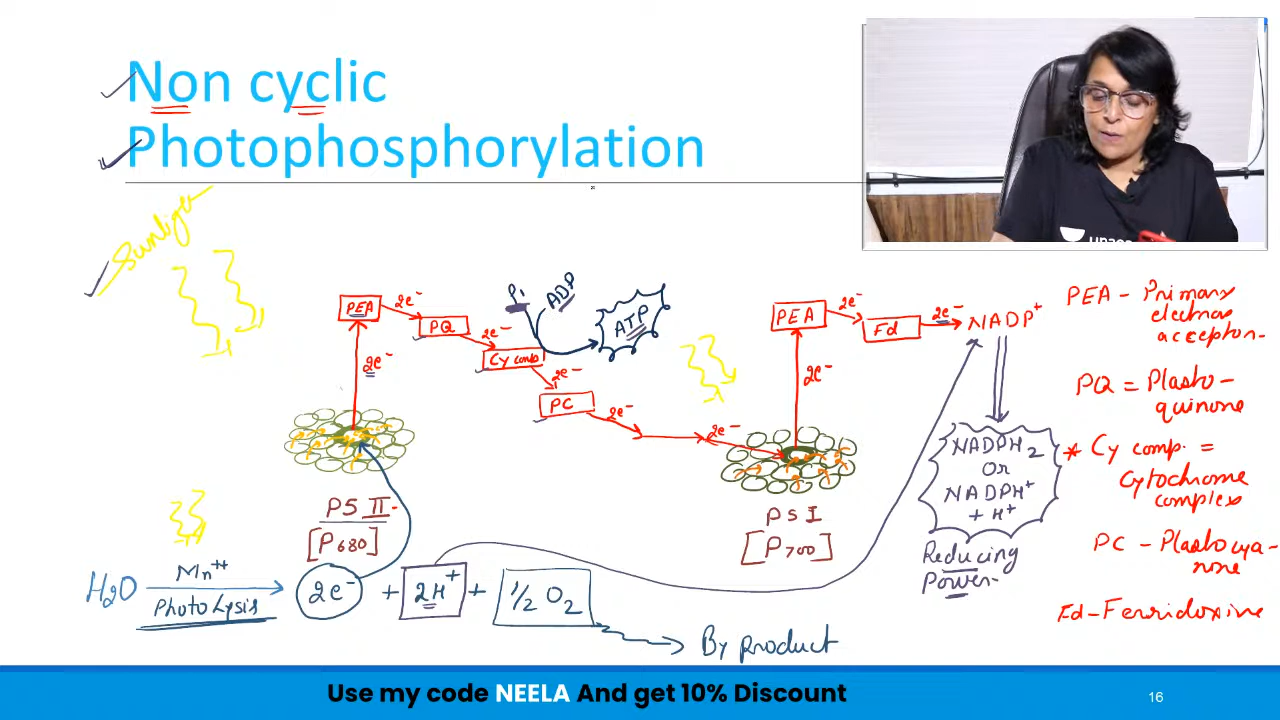 Non cyclic
Photophosphorylation
Sunlight
PEA
2e⁻
PQ
2e⁻
Cy comp
2e⁻
PC
2e⁻
2e⁻
Pi
ADP
ATP
2e⁻
PEA
2e⁻
Fd
2e⁻
NADP⁺
2e⁻
NADPH₂
Or
NADPH⁺
+ H⁺
Reducing
Power
PS II
[P680]
PS I
[P700]
H₂O
Mn⁺⁺
Photolysis
2e⁻ + 2H⁺ + 1/2 O₂
By product
PEA - Primary
electron
acceptor
PQ = Plasto-
quinone
* Cy comp. =
Cytochrome
complex
PC - Plastocya-
none
Fd - Ferridoxine
Use my code NEELA And get 10% Discount
16